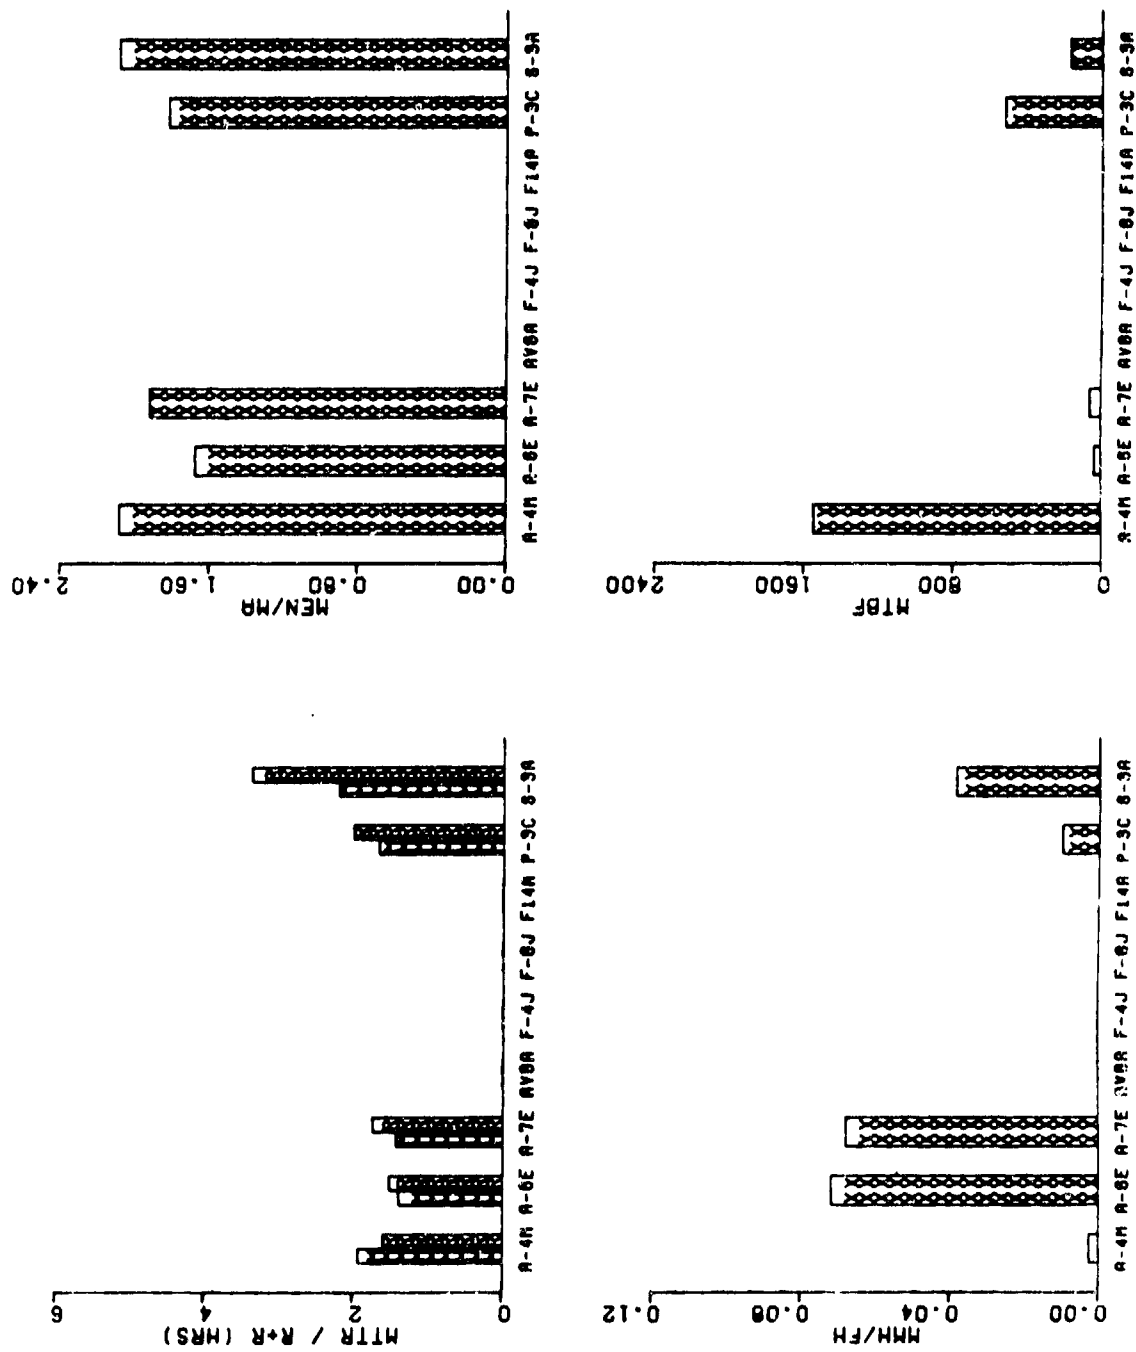 MTTR / R+R (HRS)
6
4
2
0
A-4M A-6E A-7E AV8A F-4J F-8J F14A P-3C S-3A
MEN/MA
2.40
1.60
0.80
0.00
A-4M A-6E A-7E AV8A F-4J F-8J F14A P-3C S-3A
MMH/FH
0.12
0.08
0.04
0.00
A-4M A-6E A-7E AV8A F-4J F-8J F14A P-3C S-3A
MTBF
2400
1600
800
0
A-4M A-6E A-7E AV8A F-4J F-8J F14A P-3C S-3A